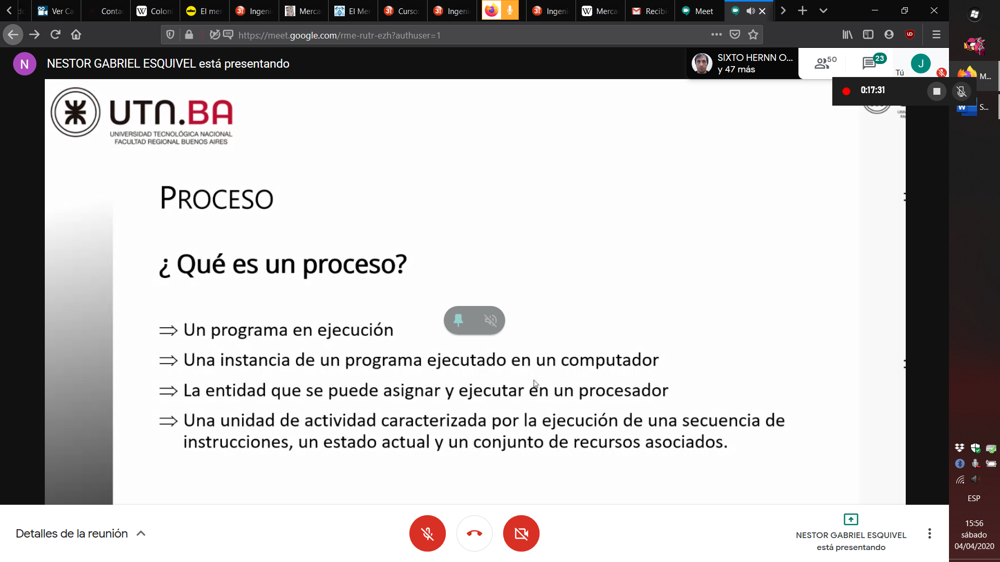 Ver Ca
Conta
W Coloni
abc El mer
31 Ingeni
Merca
El Mer
31 Curso:
31 Ingeni
31 Ingeni
W Merca
Recibi
Meet
https://meet.google.com/rme-rutr-ezh?authuser=1
N NESTOR GABRIEL ESQUIVEL está presentando
SIXTO HERNN O...
y 47 más
50
23
Tú
J
M...
0:17:31
W S...
UTN.BA
UNIVERSIDAD TECNOLÓGICA NACIONAL
FACULTAD REGIONAL BUENOS AIRES
PROCESO
¿ Qué es un proceso?
⇒ Un programa en ejecución
⇒ Una instancia de un programa ejecutado en un computador
⇒ La entidad que se puede asignar y ejecutar en un procesador
⇒ Una unidad de actividad caracterizada por la ejecución de una secuencia de
instrucciones, un estado actual y un conjunto de recursos asociados.
ESP
15:56
sábado
04/04/2020
Detalles de la reunión
NESTOR GABRIEL ESQUIVEL
está presentando